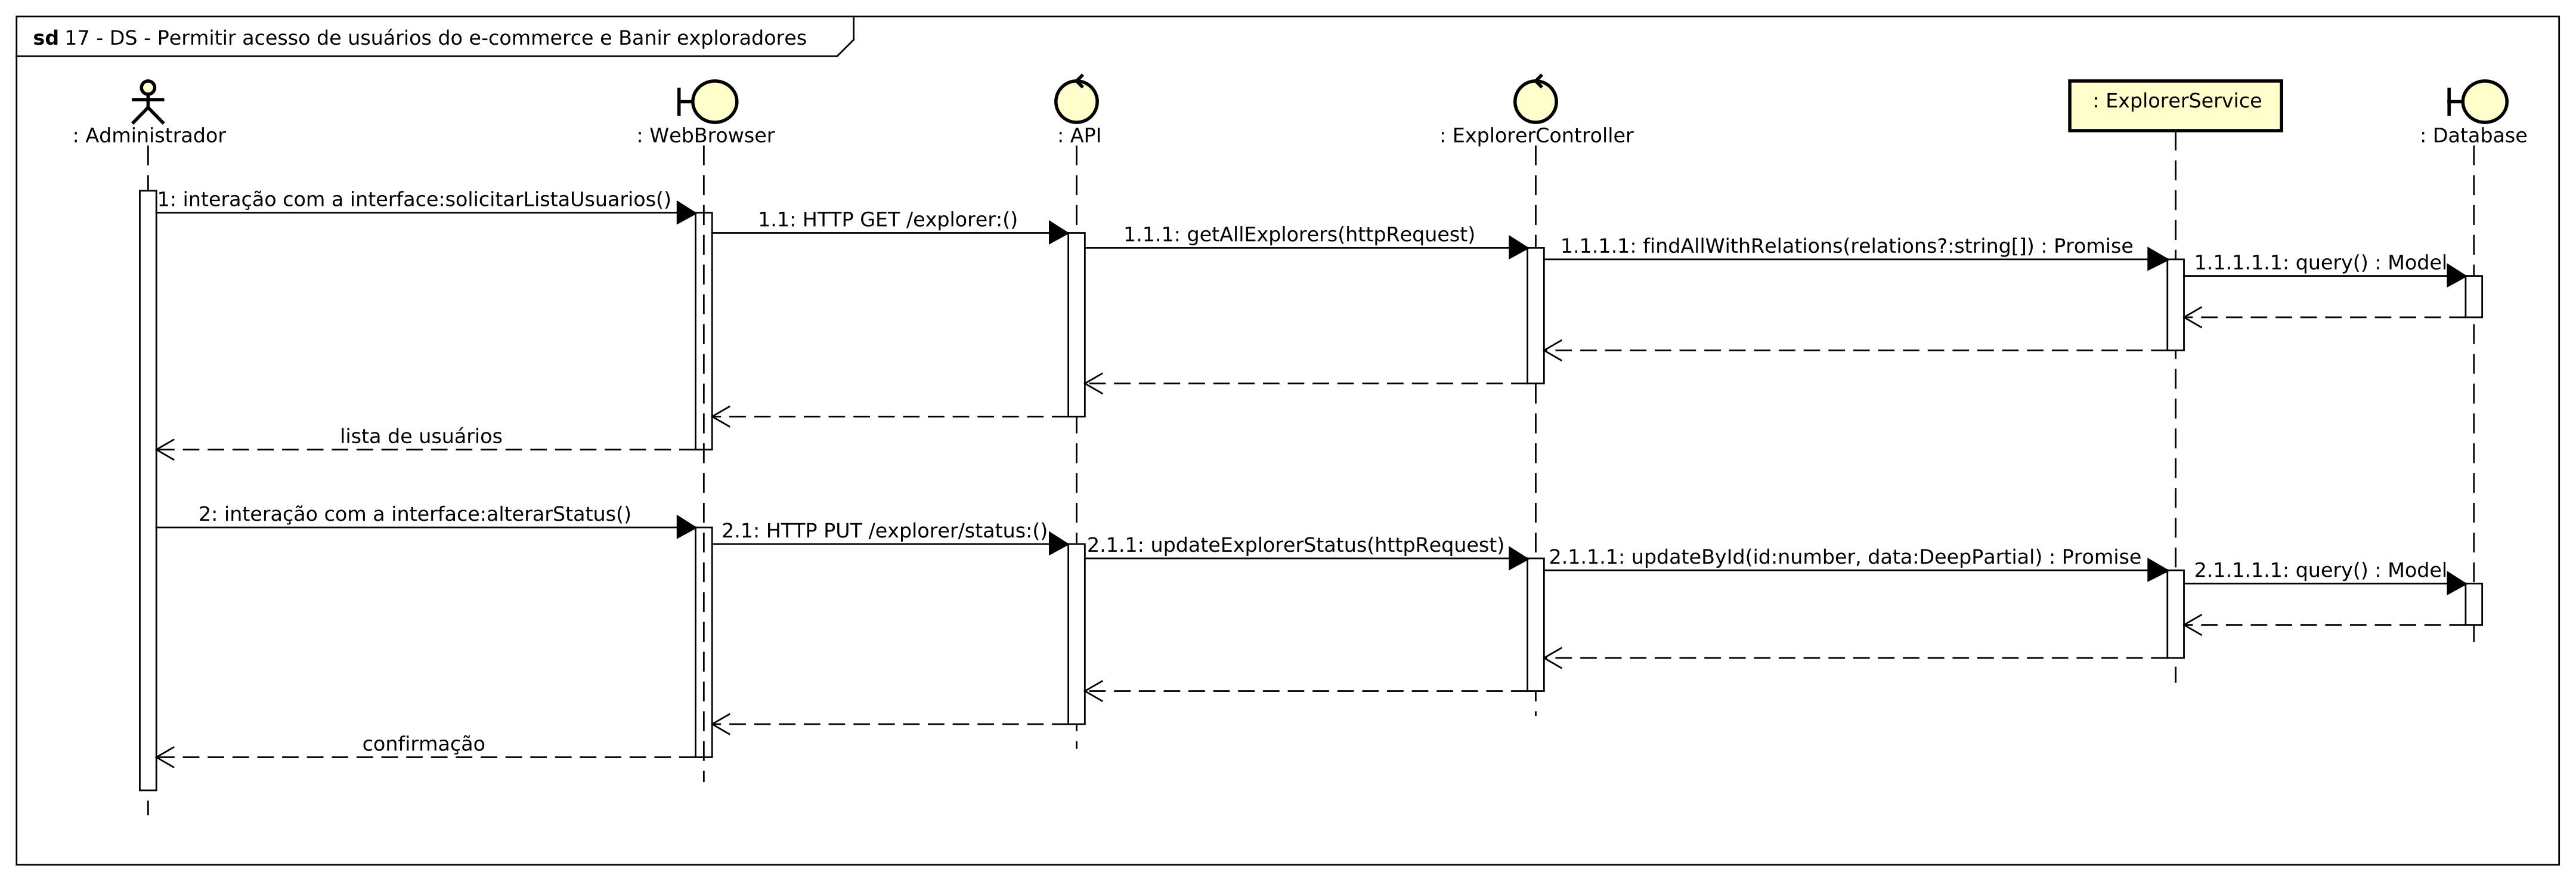 sd 17 - DS - Permitir acesso de usuários do e-commerce e Banir exploradores
: Administrador
: WebBrowser
: API
: ExplorerController
: ExplorerService
: Database
1: interação com a interface:solicitarListaUsuarios()
1.1: HTTP GET /explorer:()
1.1.1: getAllExplorers(httpRequest)
1.1.1.1: findAllWithRelations(relations?:string[]) : Promise
1.1.1.1.1: query() : Model
lista de usuários
2: interação com a interface:alterarStatus()
2.1: HTTP PUT /explorer/status:()
2.1.1: updateExplorerStatus(httpRequest)
2.1.1.1: updateById(id:number, data:DeepPartial) : Promise
2.1.1.1.1: query() : Model
confirmação